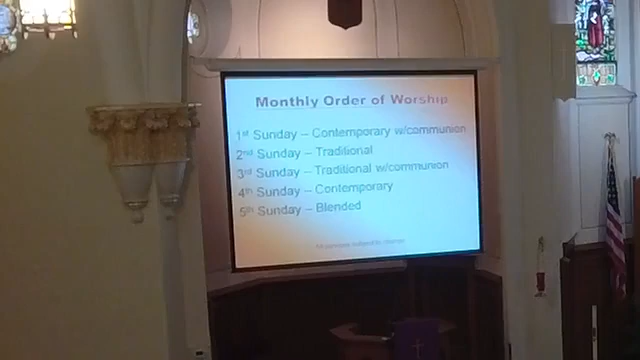 Monthly Order of Worship
1st Sunday – Contemporary w/communion
2nd Sunday – Traditional
3rd Sunday – Traditional w/communion
4th Sunday – Contemporary
5th Sunday – Blended